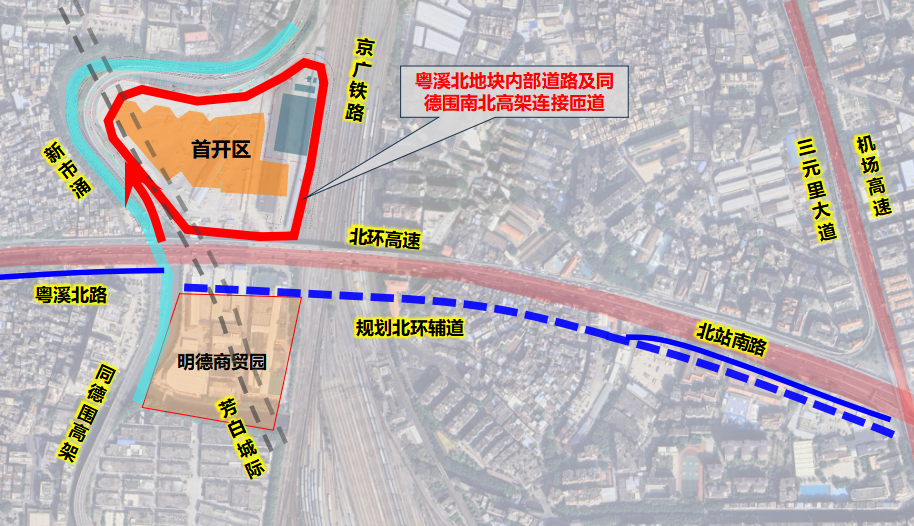 京广铁路
粤溪北地块内部道路及同
德围南北高架连接匝道
首开区
新市涌
三元里大道
机场高速
北环高速
粤溪北路
规划北环辅道
北站南路
明德商贸园
同德围高架
芳白城际